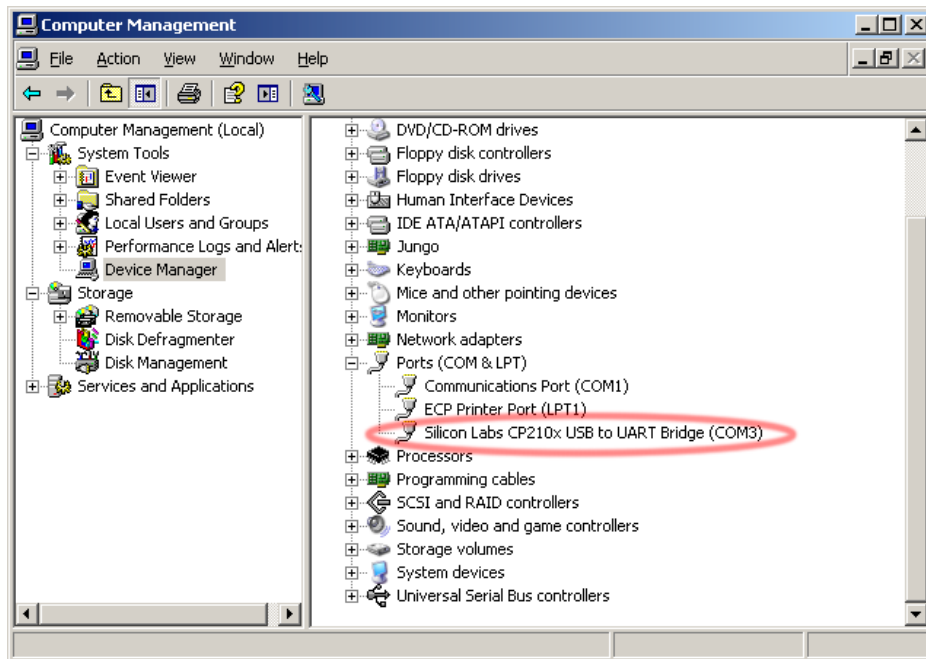 Computer Management
File Action View Window Help
Computer Management (Local)
System Tools
Event Viewer
Shared Folders
Local Users and Groups
Performance Logs and Alert
Device Manager
Storage
Removable Storage
Disk Defragmenter
Disk Management
Services and Applications
DVD/CD-ROM drives
Floppy disk controllers
Floppy disk drives
Human Interface Devices
IDE ATA/ATAPI controllers
Jungo
Keyboards
Mice and other pointing devices
Monitors
Network adapters
Ports (COM & LPT)
Communications Port (COM1)
ECP Printer Port (LPT1)
Silicon Labs CP210x USB to UART Bridge (COM3)
Processors
Programming cables
SCSI and RAID controllers
Sound, video and game controllers
Storage volumes
System devices
Universal Serial Bus controllers